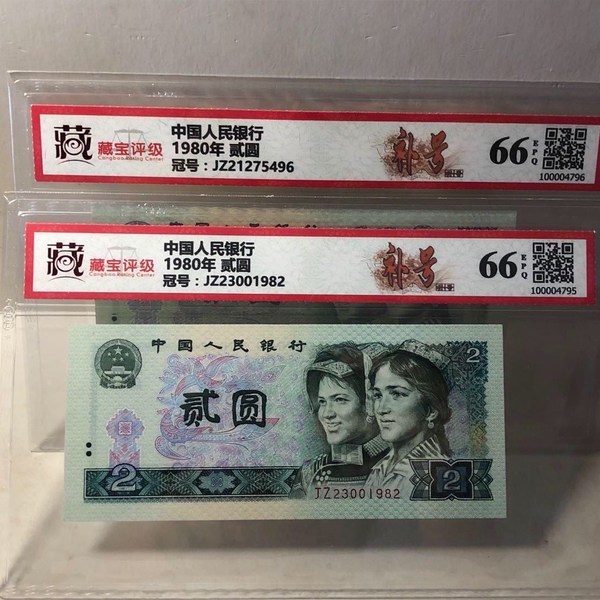 藏 藏宝评级
Cangbao Rating Center
中国人民银行
1980年 贰圆
冠号：JZ21275496
补号
66 EPQ
100004796
藏 藏宝评级
Cangbao Rating Center
中国人民银行
1980年 贰圆
冠号：JZ23001982
补号
66 EPQ
100004795
中国人民银行
2
贰圆
JZ23001982
2
2